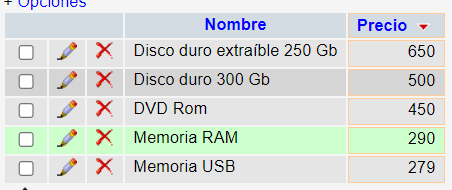 + Opciones
Nombre Precio
Disco duro extraíble 250 Gb 650
Disco duro 300 Gb 500
DVD Rom 450
Memoria RAM 290
Memoria USB 279